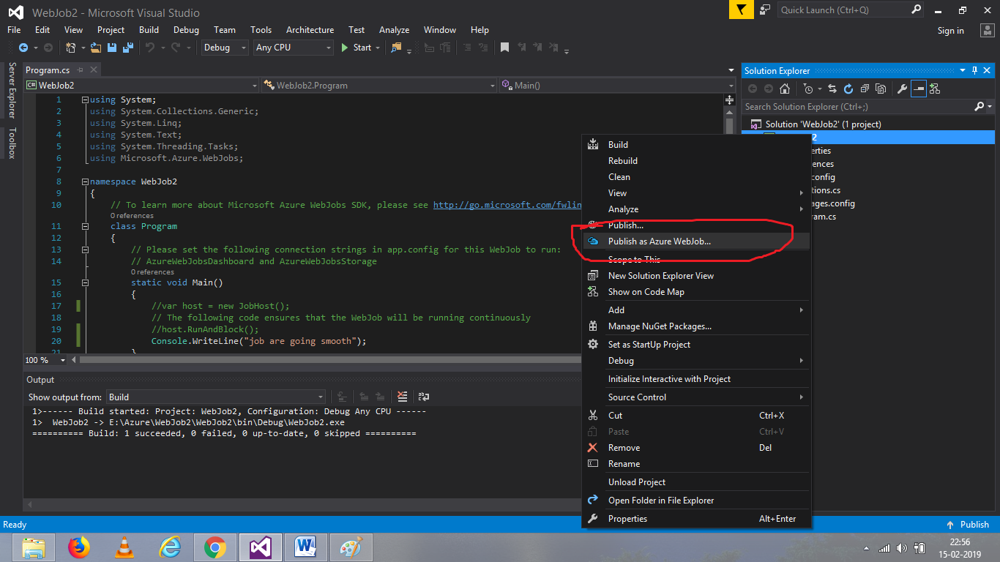 WebJob2 - Microsoft Visual Studio
Quick Launch (Ctrl+Q)
File Edit View Project Build Debug Team Tools Architecture Test Analyze Window Help
Sign in
Debug Any CPU Start
Server Explorer
Toolbox
Program.cs
WebJob2 WebJob2.Program Main()
1 using System;
2 using System.Collections.Generic;
3 using System.Linq;
4 using System.Text;
5 using System.Threading.Tasks;
6 using Microsoft.Azure.WebJobs;
7
8 namespace WebJob2
9 {
10 // To learn more about Microsoft Azure WebJobs SDK, please see http://go.microsoft.com/fwlin
0 references
11 class Program
12 {
13 // Please set the following connection strings in app.config for this WebJob to run:
14 // AzureWebJobsDashboard and AzureWebJobsStorage
0 references
15 static void Main()
16 {
17 //var host = new JobHost();
18 // The following code ensures that the WebJob will be running continuously
19 //host.RunAndBlock();
20 Console.WriteLine("job are going smooth");
21 }
100 %
Output
Show output from: Build
1>------ Build started: Project: WebJob2, Configuration: Debug Any CPU ------
1> WebJob2 -> E:\Azure\WebJob2\WebJob2\bin\Debug\WebJob2.exe
========== Build: 1 succeeded, 0 failed, 0 up-to-date, 0 skipped ==========
Solution Explorer
Search Solution Explorer (Ctrl+;)
Solution 'WebJob2' (1 project)
2
erties
ences
config
tions.cs
ages.config
ram.cs
Build
Rebuild
Clean
View
Analyze
Publish...
Publish as Azure WebJob...
Scope to This
New Solution Explorer View
Show on Code Map
Add
Manage NuGet Packages...
Set as StartUp Project
Debug
Initialize Interactive with Project
Source Control
Cut Ctrl+X
Paste Ctrl+V
Remove Del
Rename
Unload Project
Open Folder in File Explorer
Properties Alt+Enter
Ready
Publish
22:56
15-02-2019